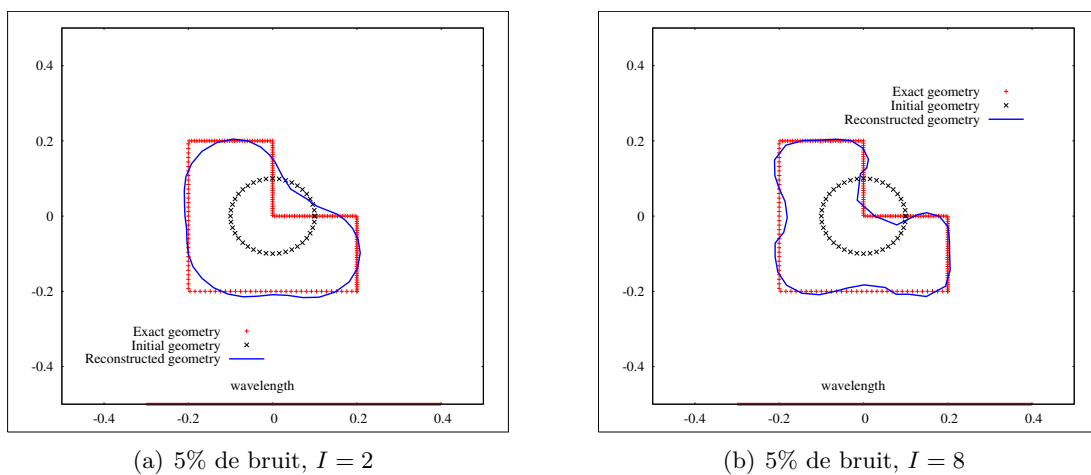 0.4
0.2
0
-0.2
-0.4
-0.4
-0.2
0
0.2
0.4
Exact geometry
Initial geometry
Reconstructed geometry
wavelength
(a) 5% de bruit, I = 2
0.4
0.2
0
-0.2
-0.4
-0.4
-0.2
0
0.2
0.4
Exact geometry
Initial geometry
Reconstructed geometry
wavelength
(b) 5% de bruit, I = 8